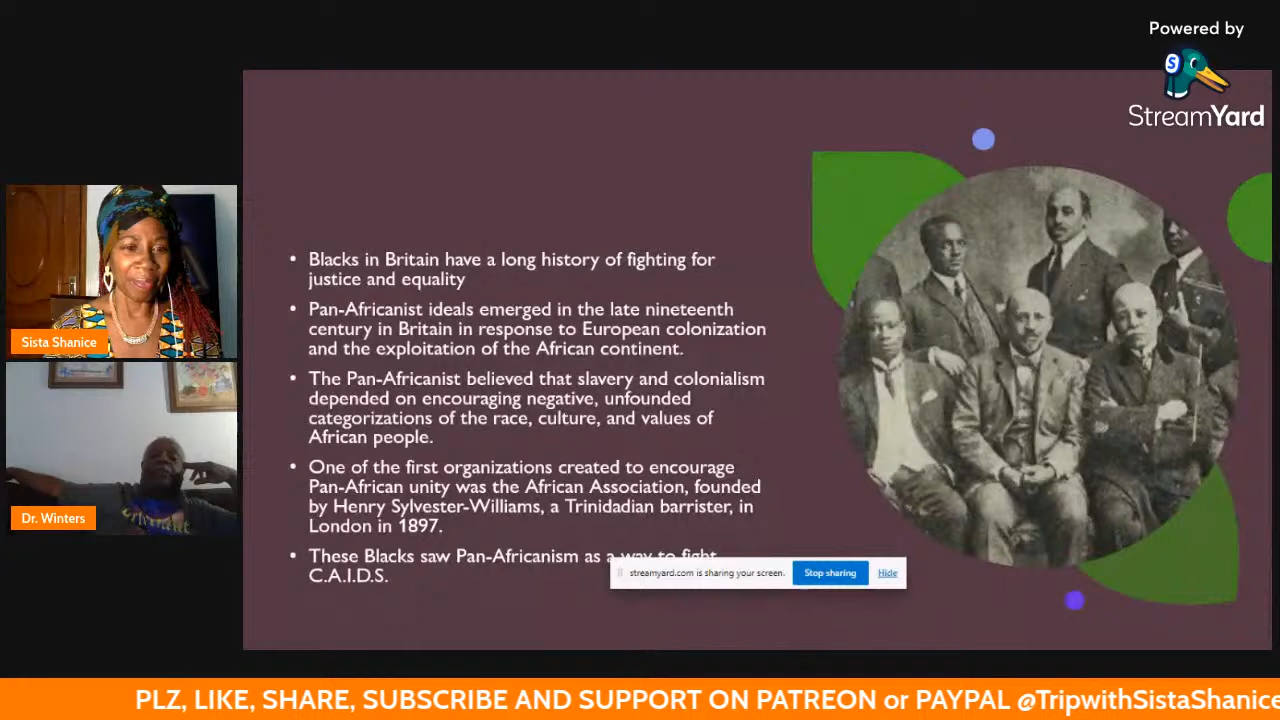 Powered by
StreamYard
• Blacks in Britain have a long history of fighting for
justice and equality
• Pan-Africanist ideals emerged in the late nineteenth
century in Britain in response to European colonization
and the exploitation of the African continent.
• The Pan-Africanist believed that slavery and colonialism
depended on encouraging negative, unfounded
categorizations of the race, culture, and values of
African people.
• One of the first organizations created to encourage
Pan-African unity was the African Association, founded
by Henry Sylvester-Williams, a Trinidadian barrister, in
London in 1897.
• These Blacks saw Pan-Africanism as a way to fight
C.A.I.D.S.
streamyard.com is sharing your screen.
Stop sharing
Hide
Sista Shanice
Dr. Winters
PLZ, LIKE, SHARE, SUBSCRIBE AND SUPPORT ON PATREON or PAYPAL @TripwithSistaShanice